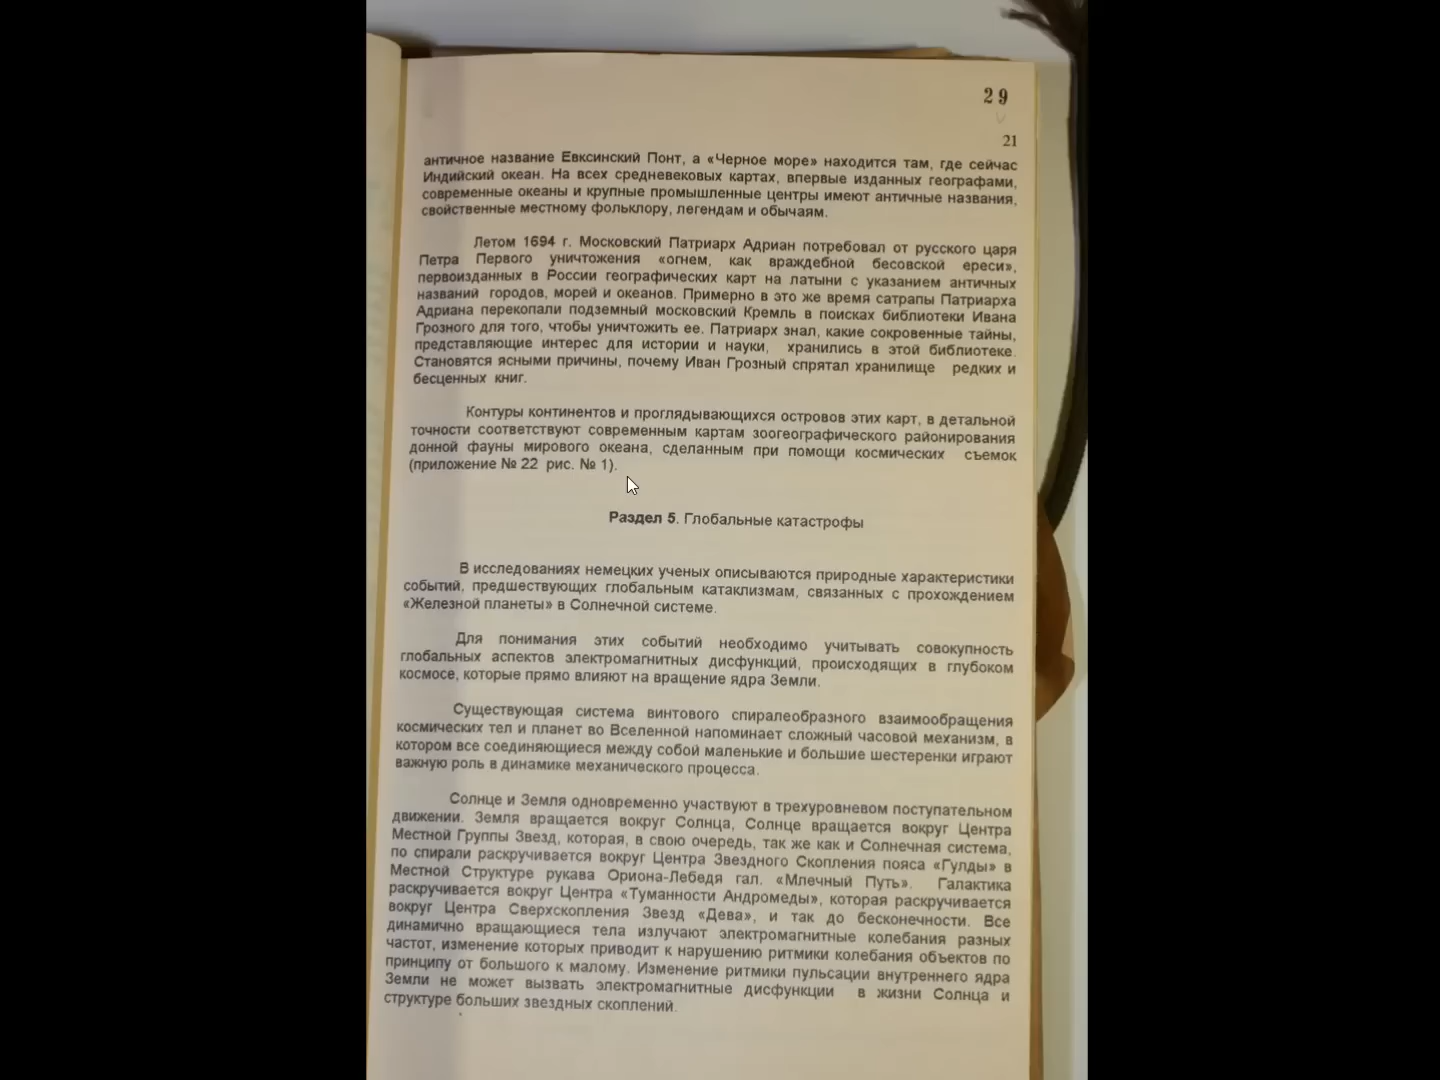 29
21
античное название Евксинский Понт, а «Черное море» находится там, где сейчас
Индийский океан. На всех средневековых картах, впервые изданных географами,
современные океаны и крупные промышленные центры имеют античные названия,
свойственные местному фольклору, легендам и обычаям.
Летом 1694 г. Московский Патриарх Адриан потребовал от русского царя
Петра Первого уничтожения «огнем, как враждебной бесовской ереси»,
первоизданных в России географических карт на латыни с указанием античных
названий городов, морей и океанов. Примерно в это же время сатрапы Патриарха
Адриана перекопали подземный московский Кремль в поисках библиотеки Ивана
Грозного для того, чтобы уничтожить ее. Патриарх знал, какие сокровенные тайны,
представляющие интерес для истории и науки, хранились в этой библиотеке.
Становятся ясными причины, почему Иван Грозный спрятал хранилище редких и
бесценных книг.
Контуры континентов и проглядывающихся островов этих карт, в детальной
точности соответствуют современным картам зоогеографического районирования
донной фауны мирового океана, сделанным при помощи космических съемок
(приложение № 22 рис. № 1).
Раздел 5. Глобальные катастрофы
В исследованиях немецких ученых описываются природные характеристики
событий, предшествующих глобальным катаклизмам, связанных с прохождением
«Железной планеты» в Солнечной системе.
Для понимания этих событий необходимо учитывать совокупность
глобальных аспектов электромагнитных дисфункций, происходящих в глубоком
космосе, которые прямо влияют на вращение ядра Земли.
Существующая система винтового спиралеобразного взаимообращения
космических тел и планет во Вселенной напоминает сложный часовой механизм, в
котором все соединяющиеся между собой маленькие и большие шестеренки играют
важную роль в динамике механического процесса.
Солнце и Земля одновременно участвуют в трехуровневом поступательном
движении. Земля вращается вокруг Солнца, Солнце вращается вокруг Центра
Местной Группы Звезд, которая, в свою очередь, так же как и Солнечная система,
по спирали раскручивается вокруг Центра Звездного Скопления пояса «Гулды» в
Местной Структуре рукава Ориона-Лебедя гал. «Млечный Путь». Галактика
раскручивается вокруг Центра «Туманности Андромеды», которая раскручивается
вокруг Центра Сверхскопления Звезд «Дева», и так до бесконечности. Все
динамично вращающиеся тела излучают электромагнитные колебания разных
частот, изменение которых приводит к нарушению ритмики колебания объектов по
принципу от большого к малому. Изменение ритмики пульсации внутреннего ядра
Земли не может вызвать электромагнитные дисфункции в жизни Солнца и
структуре больших звездных скоплений.